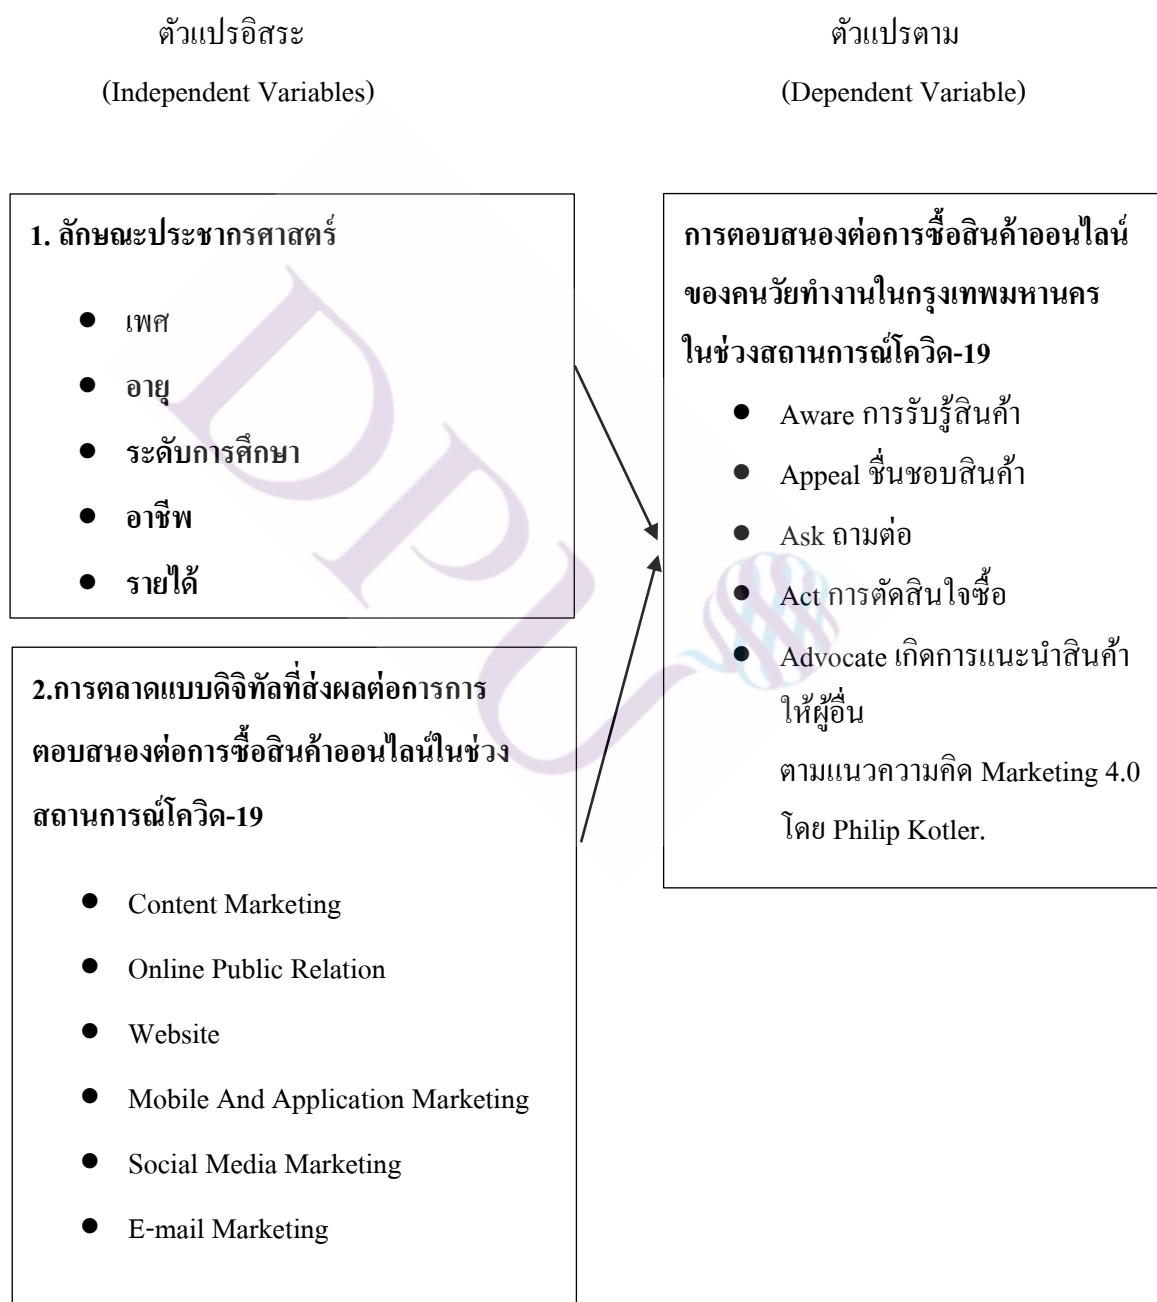 ตัวแปรอิสระ
(Independent Variables)
ตัวแปรตาม
(Dependent Variable)
1. ลักษณะประชากรศาสตร์
● เพศ
● อายุ
● ระดับการศึกษา
● อาชีพ
● รายได้
2.การตลาดแบบดิจิทัลที่ส่งผลต่อการการ
ตอบสนองต่อการซื้อสินค้าออนไลน์ในช่วง
สถานการณ์โควิด-19
● Content Marketing
● Online Public Relation
● Website
● Mobile And Application Marketing
● Social Media Marketing
● E-mail Marketing
การตอบสนองต่อการซื้อสินค้าออนไลน์
ของคนวัยทำงานในกรุงเทพมหานคร
ในช่วงสถานการณ์โควิด-19
● Aware การรับรู้สินค้า
● Appeal ชื่นชอบสินค้า
● Ask ถามต่อ
● Act การตัดสินใจซื้อ
● Advocate เกิดการแนะนำสินค้า
ให้ผู้อื่น
ตามแนวความคิด Marketing 4.0
โดย Philip Kotler.
DPU